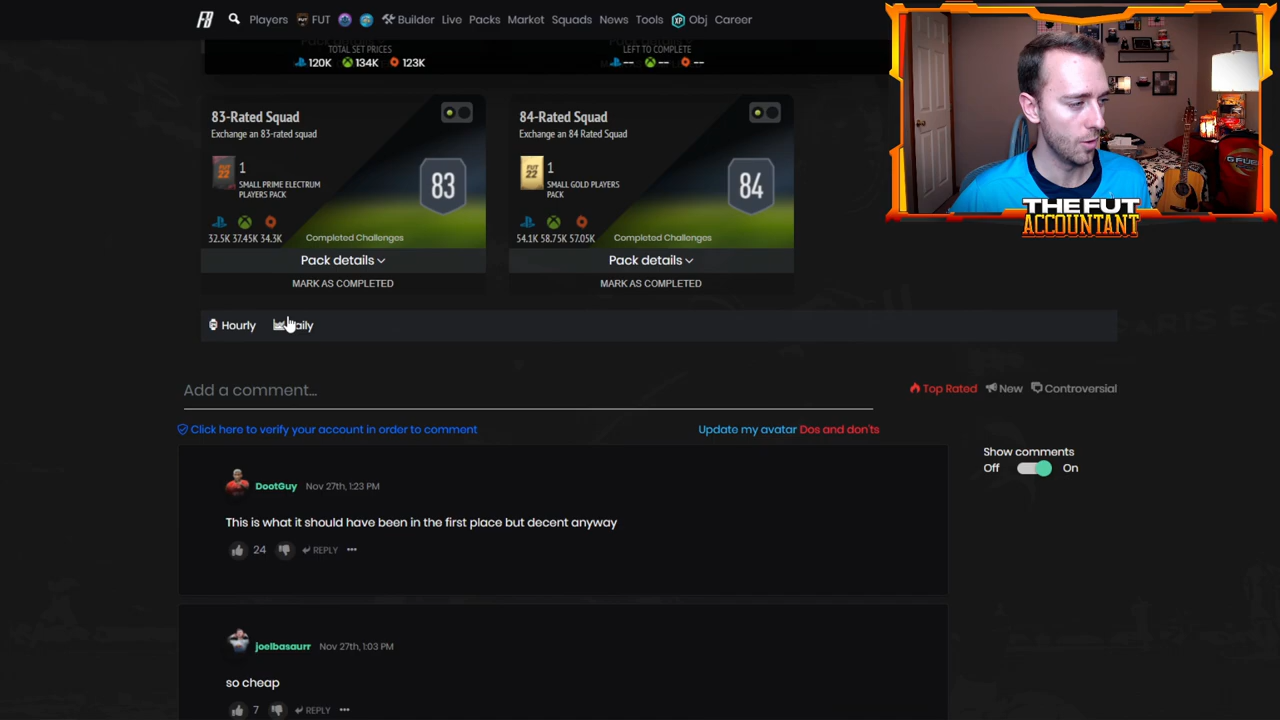 FB Players FUT Builder Live Packs Market Squads News Tools XP Obj Career
TOTAL SET PRICES
LEFT TO COMPLETE
120K 134K 123K
-- -- --
83-Rated Squad
Exchange an 83-rated squad
1
SMALL PRIME ELECTRUM
PLAYERS PACK
83
32.5K 37.45K 34.3K
Completed Challenges
Pack details
MARK AS COMPLETED
84-Rated Squad
Exchange an 84 Rated Squad
FUT 22
1
SMALL GOLD PLAYERS
PACK
84
54.1K 58.75K 57.05K
Completed Challenges
Pack details
MARK AS COMPLETED
THE FUT
ACCOUNTANT
Hourly
Add a comment...
Top Rated New Controversial
Click here to verify your account in order to comment
Update my avatar Dos and don'ts
Show comments
Off On
DootGuy Nov 27th, 1:23 PM
This is what it should have been in the first place but decent anyway
24 REPLY
joelbasaurr Nov 27th, 1:03 PM
so cheap
7 REPLY